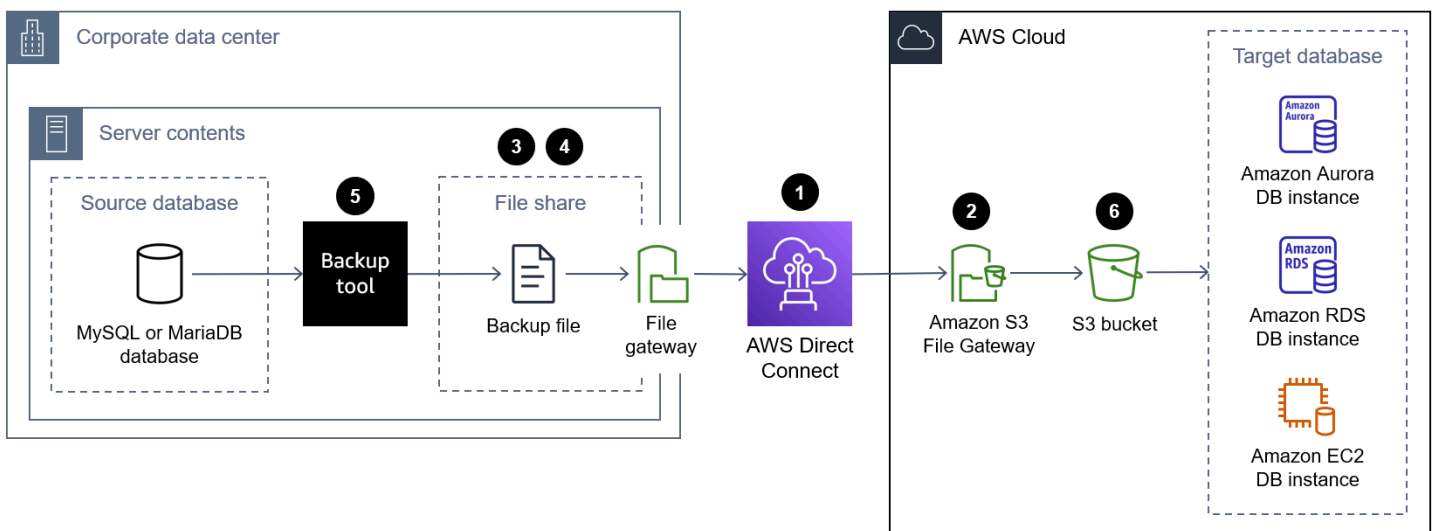 Corporate data center
Server contents
Source database
MySQL or MariaDB
database
5
Backup
tool
3
4
File share
Backup file
File
gateway
1
AWS Direct
Connect
AWS Cloud
2
Amazon S3
File Gateway
6
S3 bucket
Target database
Amazon
Aurora
Amazon Aurora
DB instance
Amazon
RDS
Amazon RDS
DB instance
Amazon EC2
DB instance